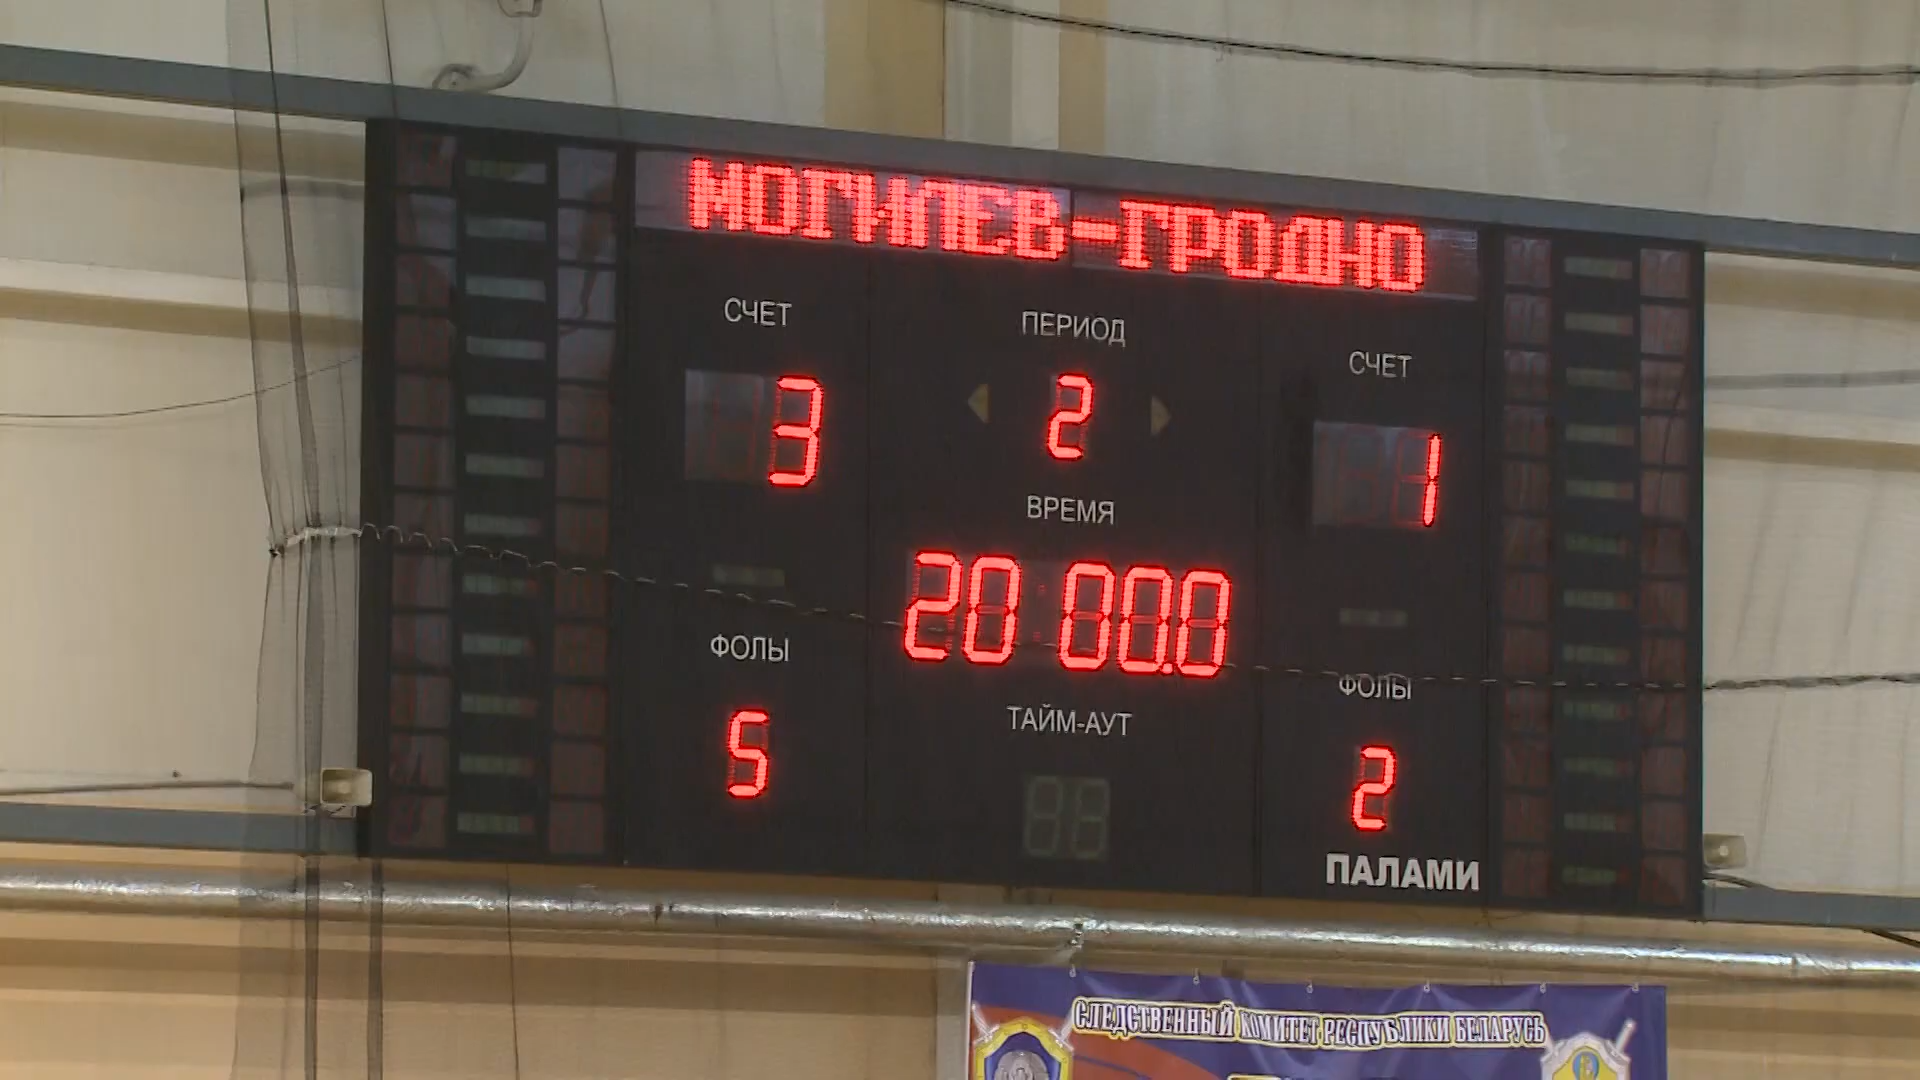 МОГИЛЕВ-ГРОДНО
СЧЕТ
ПЕРИОД
СЧЕТ
3
2
1
ВРЕМЯ
20 00.0
ФОЛЫ
ФОЛЫ
ТАЙМ-АУТ
5
2
ПАЛАМИ
СЛЕДСТВЕННЫЙ КОМИТЕТ РЕСПУБЛИКИ БЕЛАРУСЬ